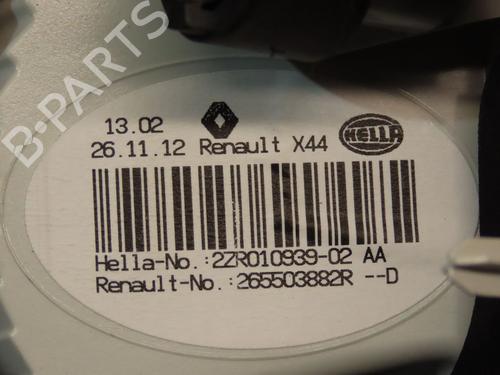 B-Parts
13.02
26.11.12 Renault X44
HELLA
Hella-No.:2ZR010939-02 AA
Renault-No.:265503882R --D